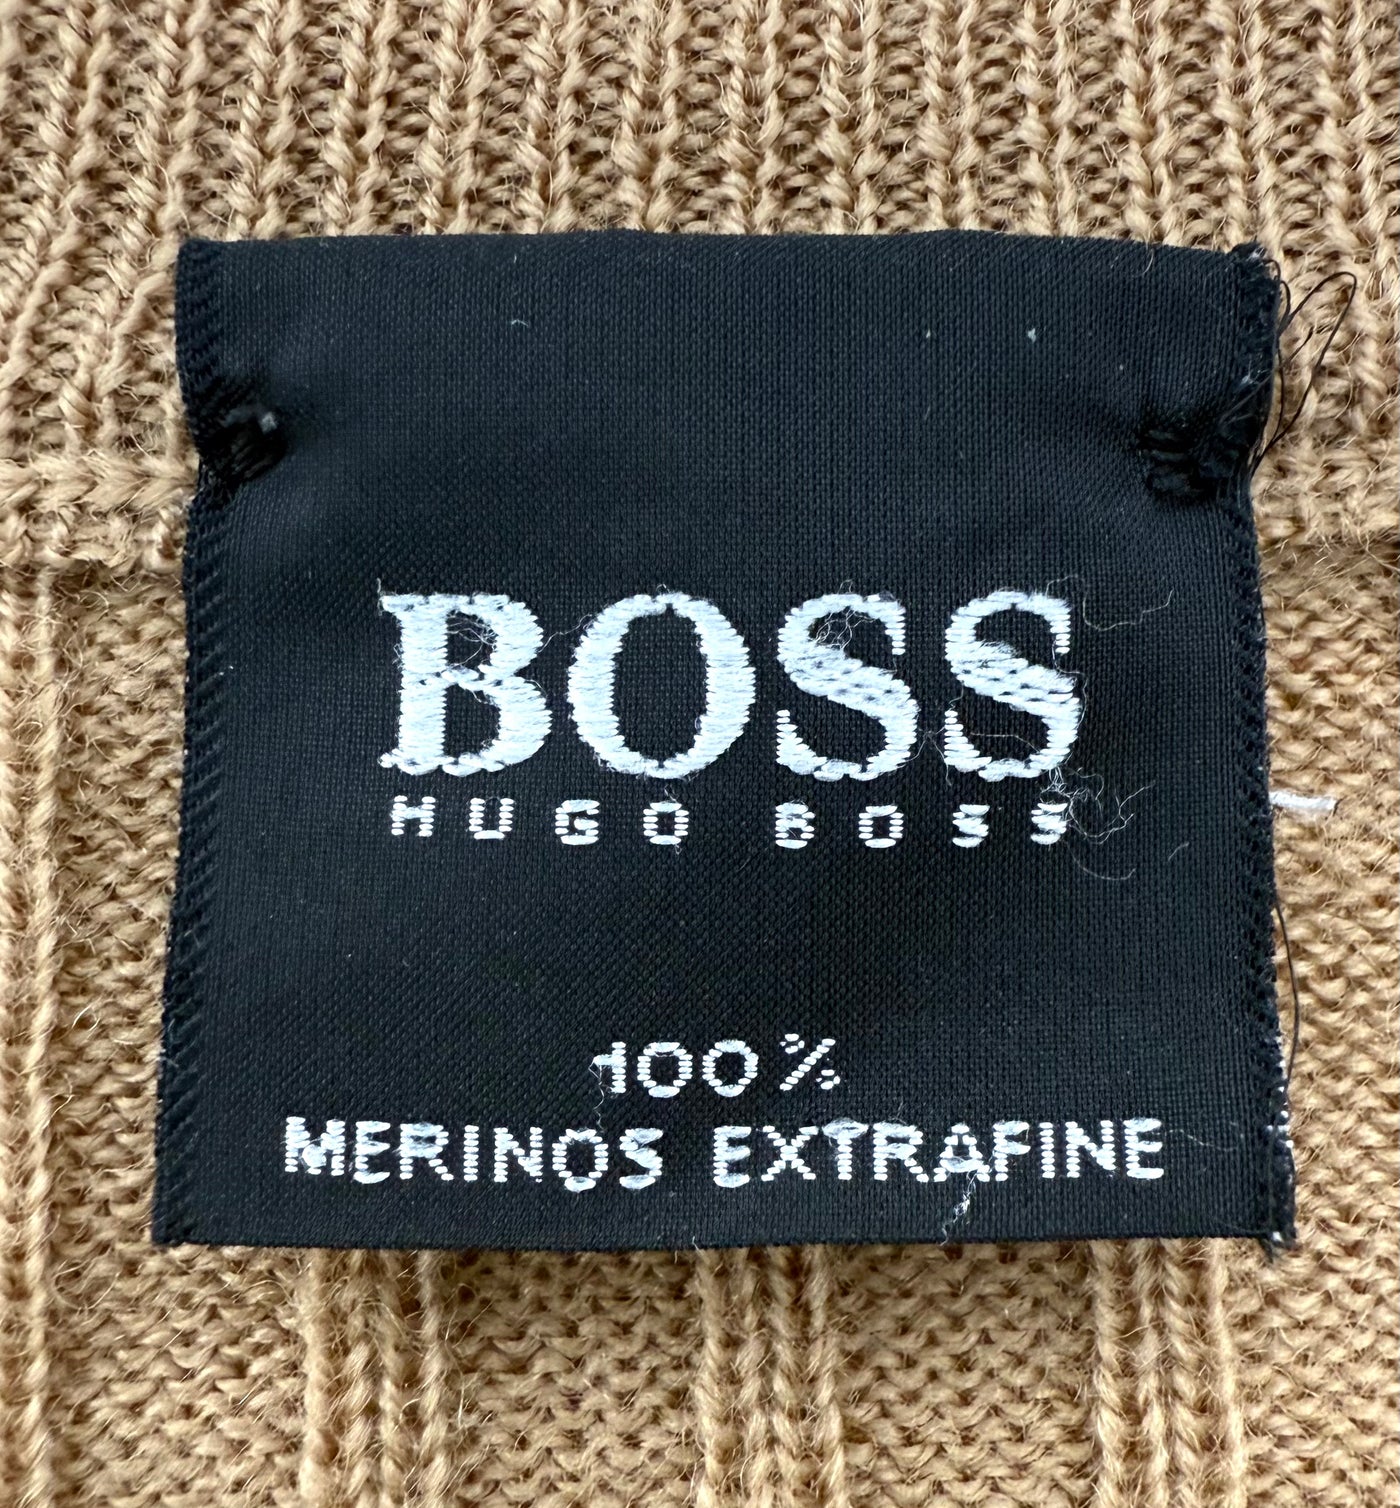 BOSS
HUGO BOSS
100%
MERINOS EXTRAFINE